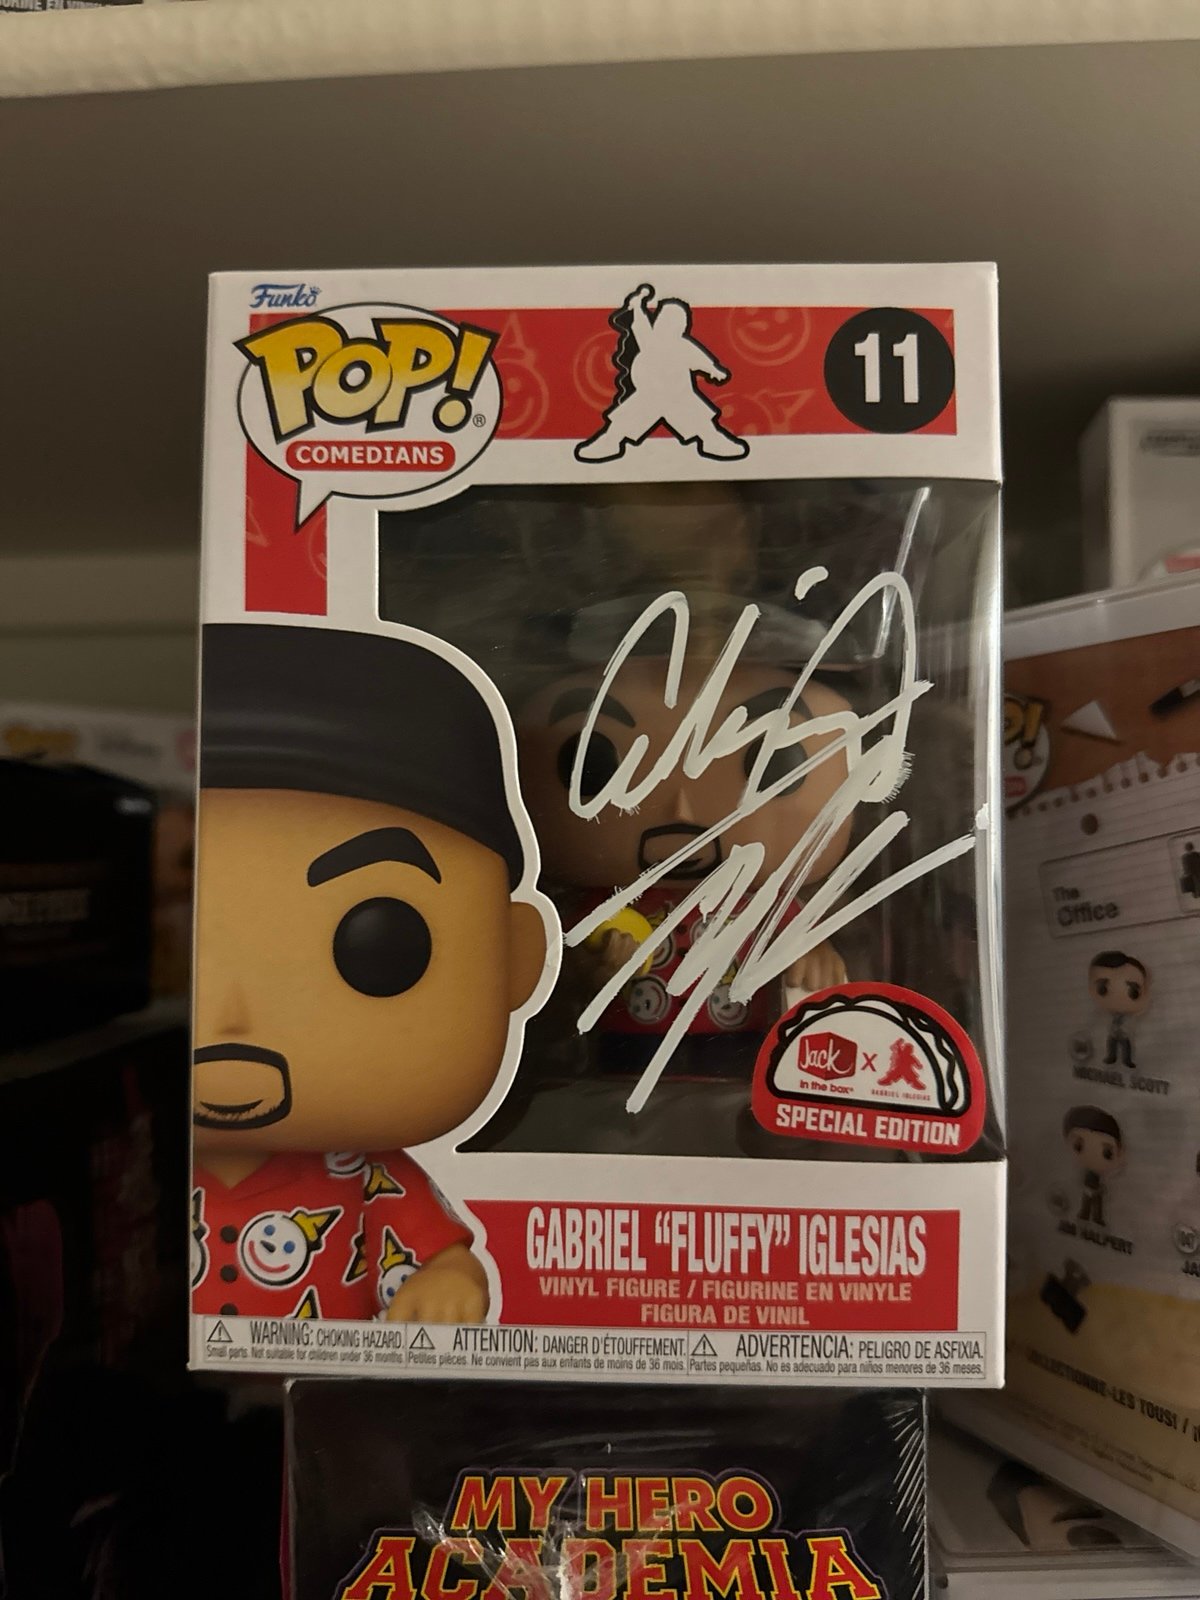 Funko
POP!®
COMEDIANS
11
Jack
in the box®
X
GABRIEL IGLESIAS
SPECIAL EDITION
GABRIEL “FLUFFY” IGLESIAS
VINYL FIGURE / FIGURINE EN VINYLE
FIGURA DE VINIL
WARNING: CHOKING HAZARD.
Small parts. Not suitable for children under 36 months
ATTENTION: DANGER D'ÉTOUFFEMENT.
Petites pièces. Ne convient pas aux enfants de moins de 36 mois.
ADVERTENCIA: PELIGRO DE ASFIXIA.
Partes pequeñas. No es adecuado para niños menores de 36 meses.
The
Office
MICHAEL SCOTT
JIM HALPERT
COLLECTIONNE-LES TOUS! /
MY HERO
ACADEMIA